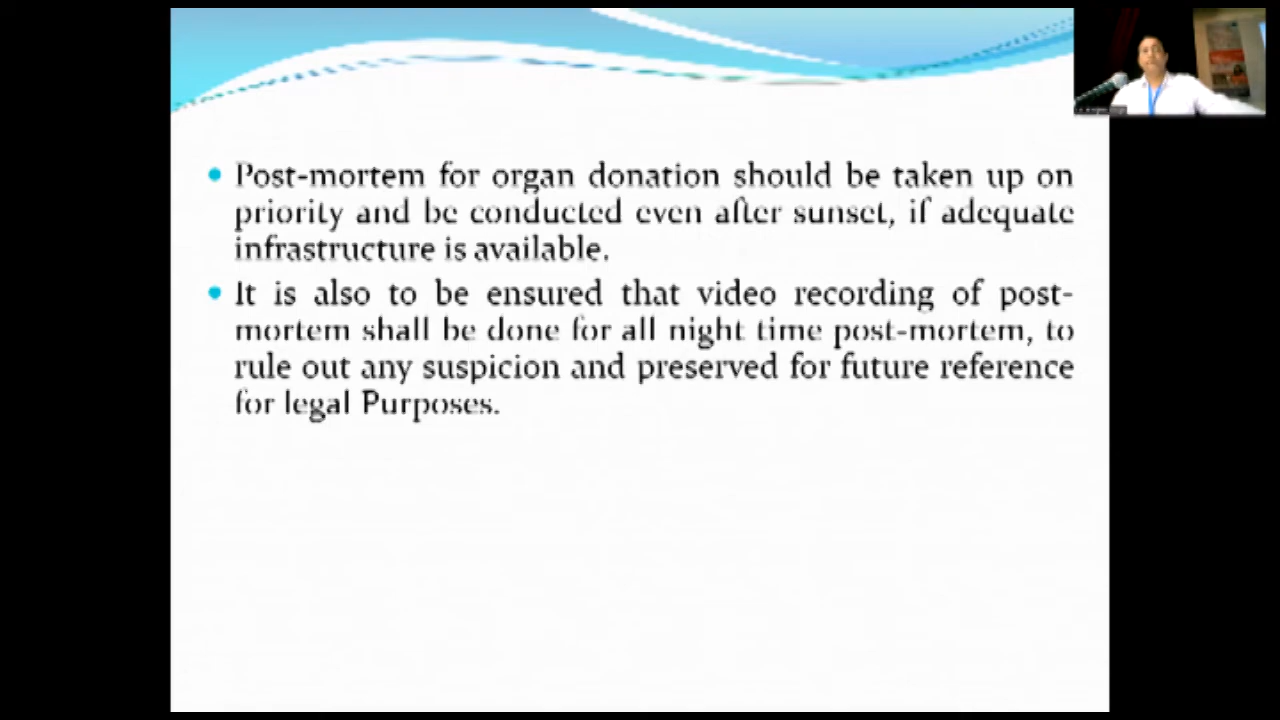 Post-mortem for organ donation should be taken up on
priority and be conducted even after sunset, if adequate
infrastructure is available.
It is also to be ensured that video recording of post-
mortem shall be done for all night time post-mortem, to
rule out any suspicion and preserved for future reference
for legal Purposes.